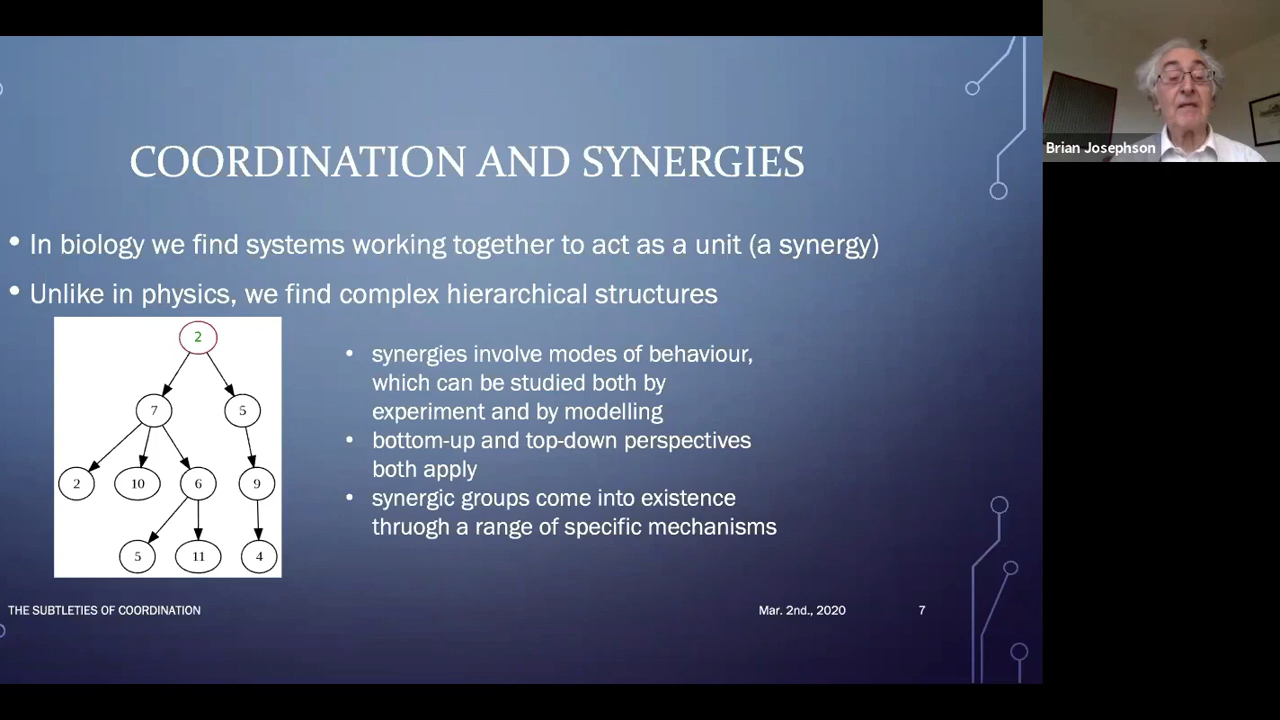 COORDINATION AND SYNERGIES
• In biology we find systems working together to act as a unit (a synergy)
• Unlike in physics, we find complex hierarchical structures
2
7 5
2 10 6 9
5 11 4
• synergies involve modes of behaviour,
which can be studied both by
experiment and by modelling
• bottom-up and top-down perspectives
both apply
• synergic groups come into existence
thruogh a range of specific mechanisms
THE SUBTLETIES OF COORDINATION
Mar. 2nd., 2020
7
Brian Josephson